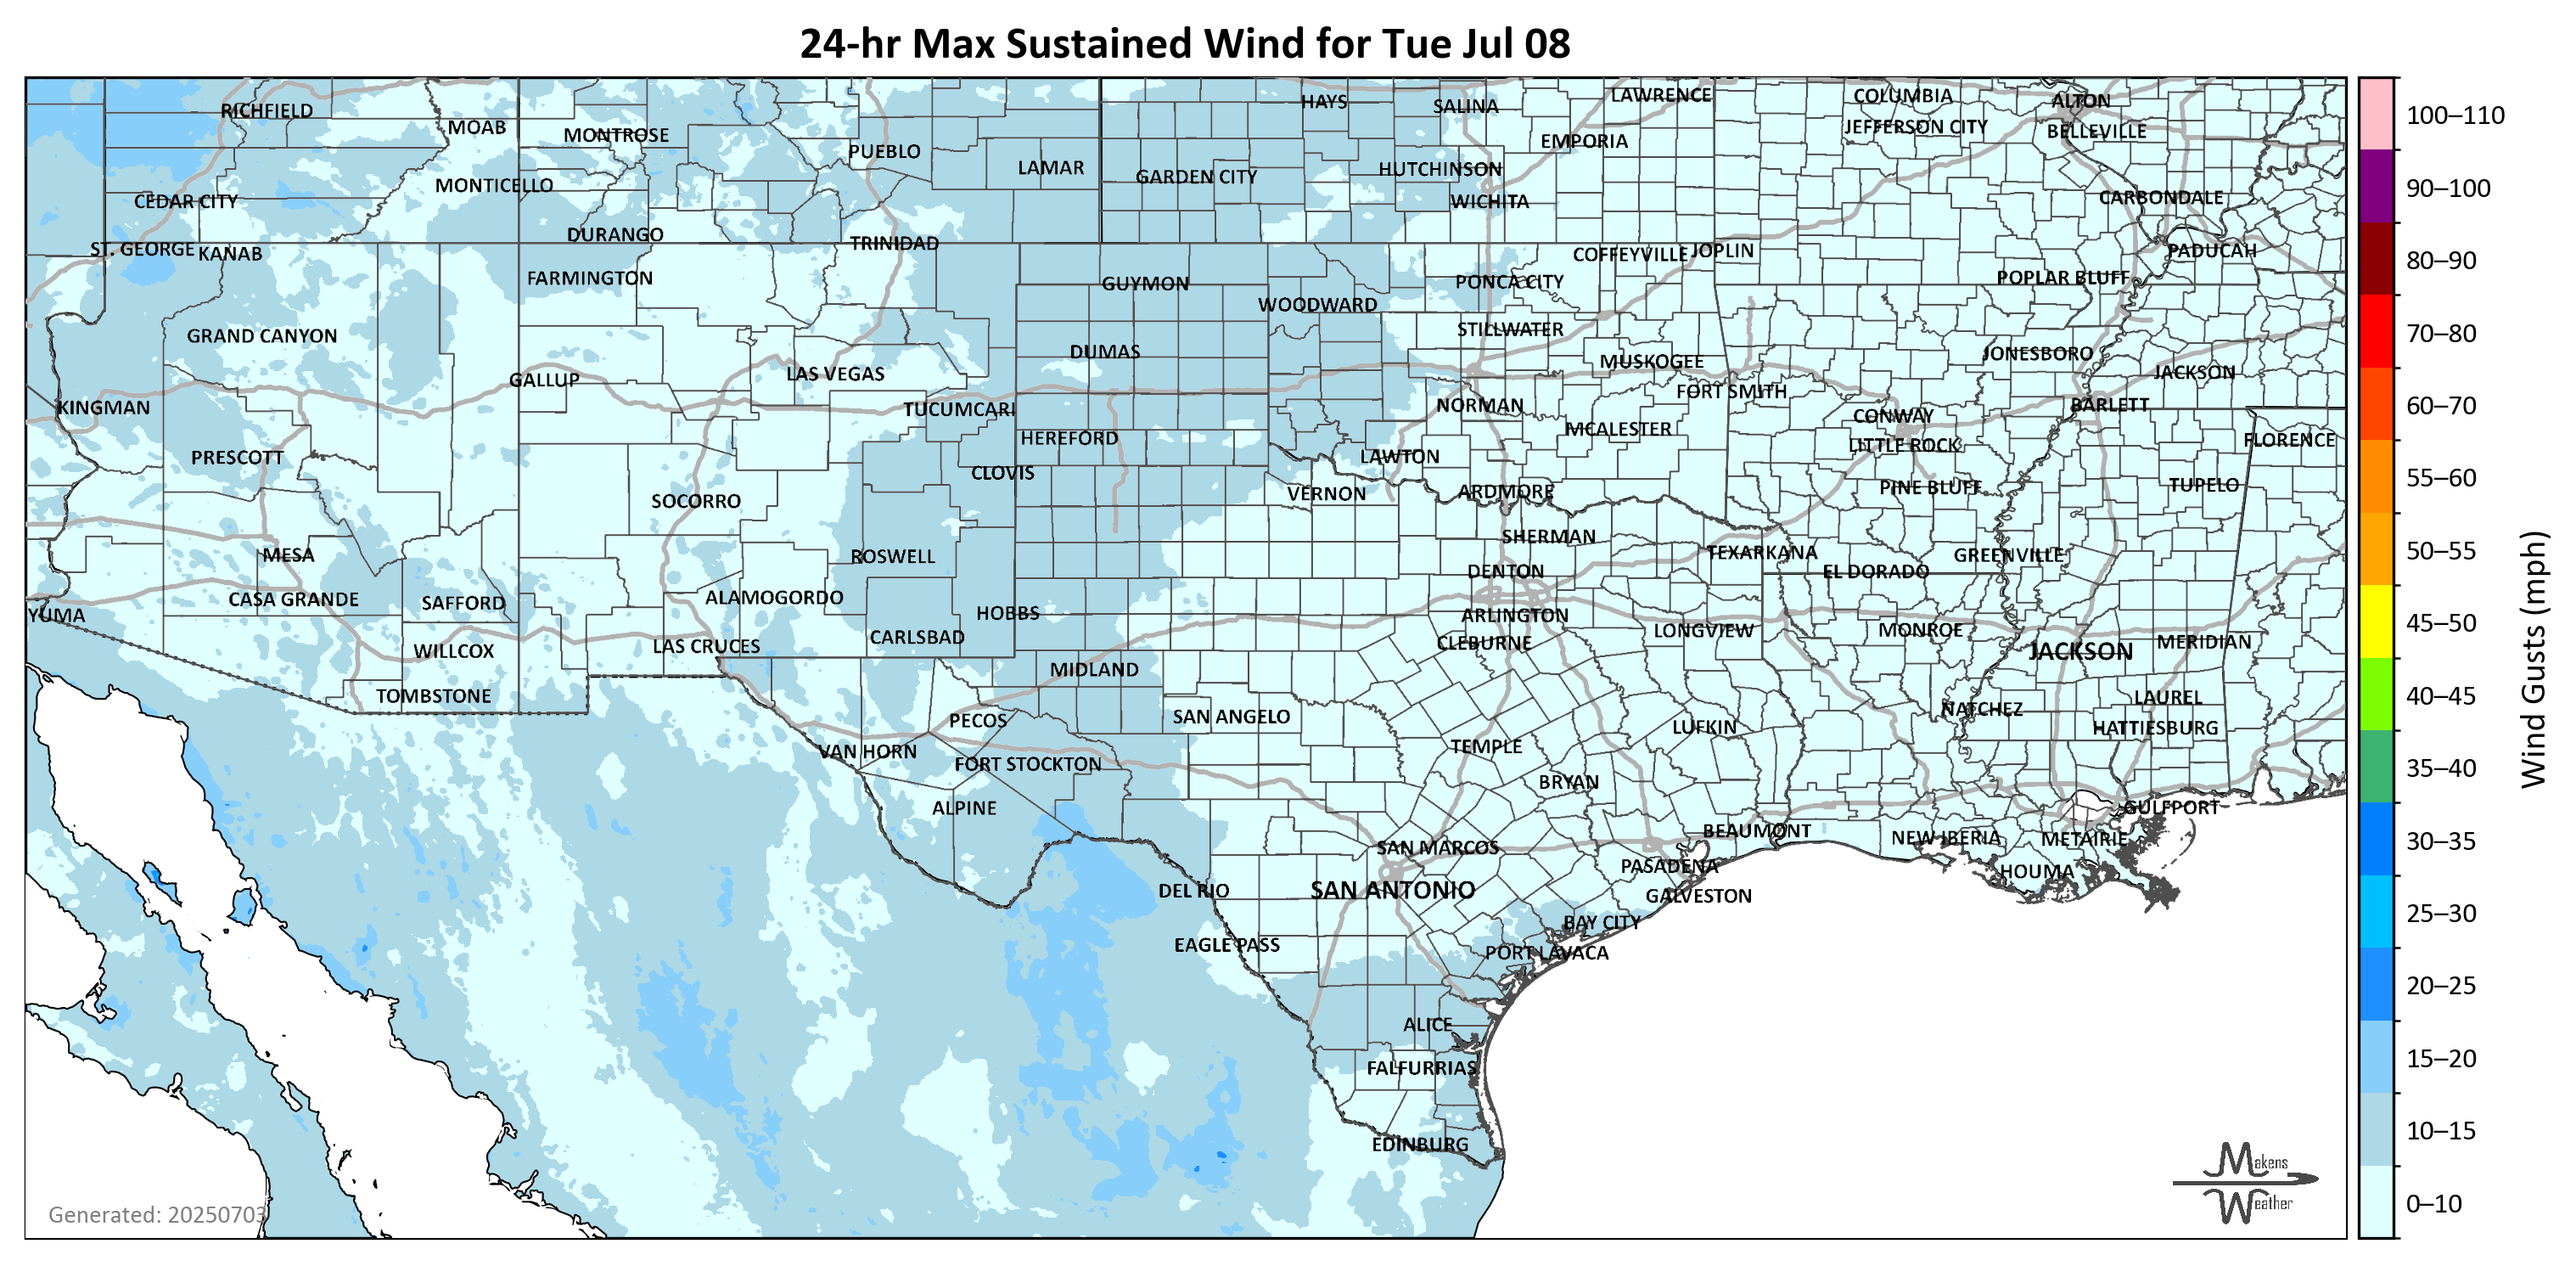 24-hr Max Sustained Wind for Tue Jul 08
RICHFIELD
MOAB
MONTROSE
PUEBLO
LAMAR
HAYS
SALINA
LAWRENCE
COLUMBIA
ALTON
EMPORIA
JEFFERSON CITY
BELLEVILLE
MONTICELLO
GARDEN CITY
HUTCHINSON
CEDAR CITY
WICHITA
CARBONDALE
DURANGO
TRINIDAD
ST. GEORGE
KANAB
COFFEYVILLE
JOPLIN
PADUCAH
FARMINGTON
GUYMON
PONCA CITY
POPLAR BLUFF
WOODWARD
GRAND CANYON
STILLWATER
DUMAS
MUSKOGEE
JONESBORO
GALLUP
LAS VEGAS
JACKSON
KINGMAN
TUCUMCARI
NORMAN
FORT SMITH
CONWAY
BARLETT
HEREFORD
MCALESTER
LITTLE ROCK
FLORENCE
PRESCOTT
CLOVIS
LAWTON
SOCORRO
VERNON
ARDMORE
PINE BLUFF
TUPELO
MESA
ROSWELL
SHERMAN
TEXARKANA
GREENVILLE
CASA GRANDE
SAFFORD
ALAMOGORDO
DENTON
EL DORADO
YUMA
HOBBS
ARLINGTON
WILLCOX
LAS CRUCES
CARLSBAD
CLEBURNE
LONGVIEW
MONROE
JACKSON
MERIDIAN
MIDLAND
TOMBSTONE
LAUREL
PECOS
SAN ANGELO
NATCHEZ
HATTIESBURG
VAN HORN
FORT STOCKTON
TEMPLE
LUFKIN
ALPINE
BRYAN
GULFPORT
BEAUMONT
NEW IBERIA
METAIRIE
SAN MARCOS
PASADENA
HOUMA
DEL RIO
SAN ANTONIO
GALVESTON
EAGLE PASS
BAY CITY
PORT LAVACA
ALICE
FALFURRIAS
EDINBURG
Generated: 20250703
Makens
Weather
100–110
90–100
80–90
70–80
60–70
55–60
50–55
45–50
40–45
35–40
30–35
25–30
20–25
15–20
10–15
0–10
Wind Gusts (mph)